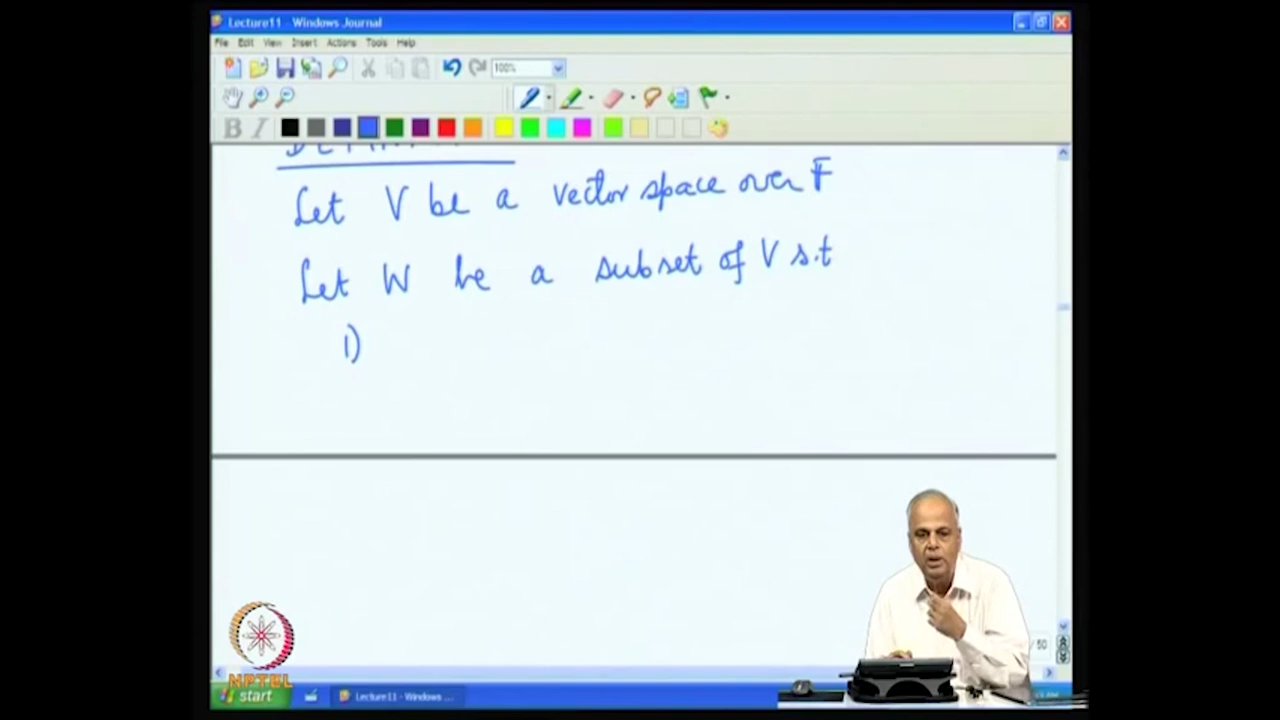 Lecture11 - Windows Journal
File Edit View Insert Actions Tools Help
100%
B I
Let V be a vector space over F
Let W be a subset of V s.t
1)
/ 50
NPTEL
start
Lecture11 - Windows ...